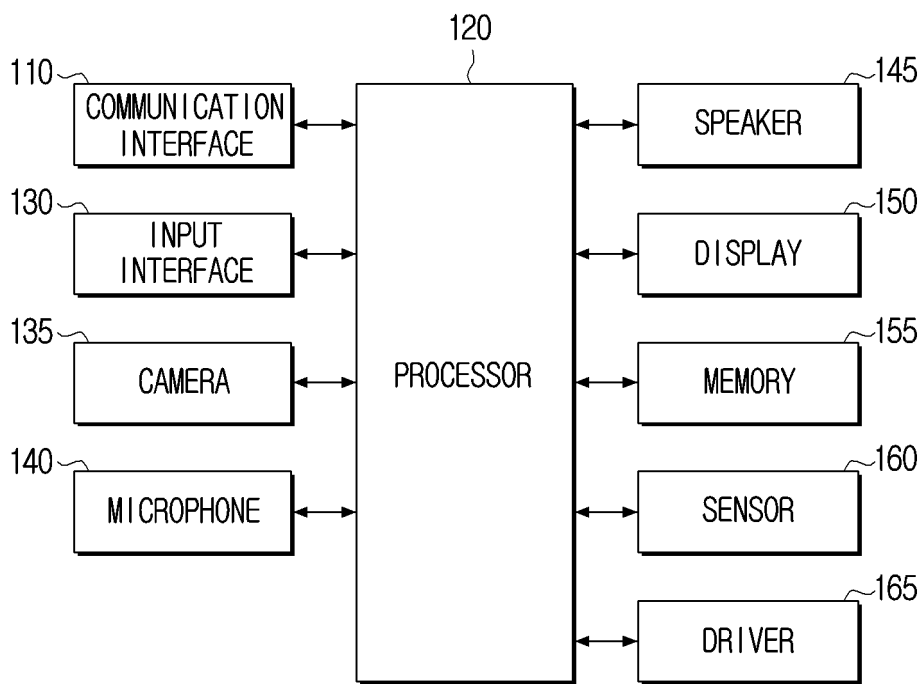 120
110
COMMUNICATION
INTERFACE
145
SPEAKER
130
INPUT
INTERFACE
150
DISPLAY
135
CAMERA
PROCESSOR
155
MEMORY
140
MICROPHONE
160
SENSOR
165
DRIVER